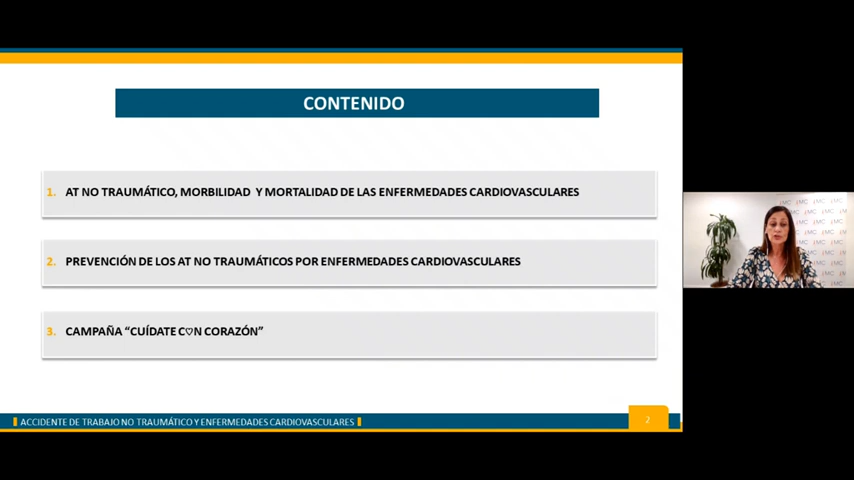 CONTENIDO
1. AT NO TRAUMÁTICO, MORBILIDAD Y MORTALIDAD DE LAS ENFERMEDADES CARDIOVASCULARES
2. PREVENCIÓN DE LOS AT NO TRAUMÁTICOS POR ENFERMEDADES CARDIOVASCULARES
3. CAMPAÑA “CUÍDATE C♡N CORAZÓN”
ACCIDENTE DE TRABAJO NO TRAUMÁTICO Y ENFERMEDADES CARDIOVASCULARES
2